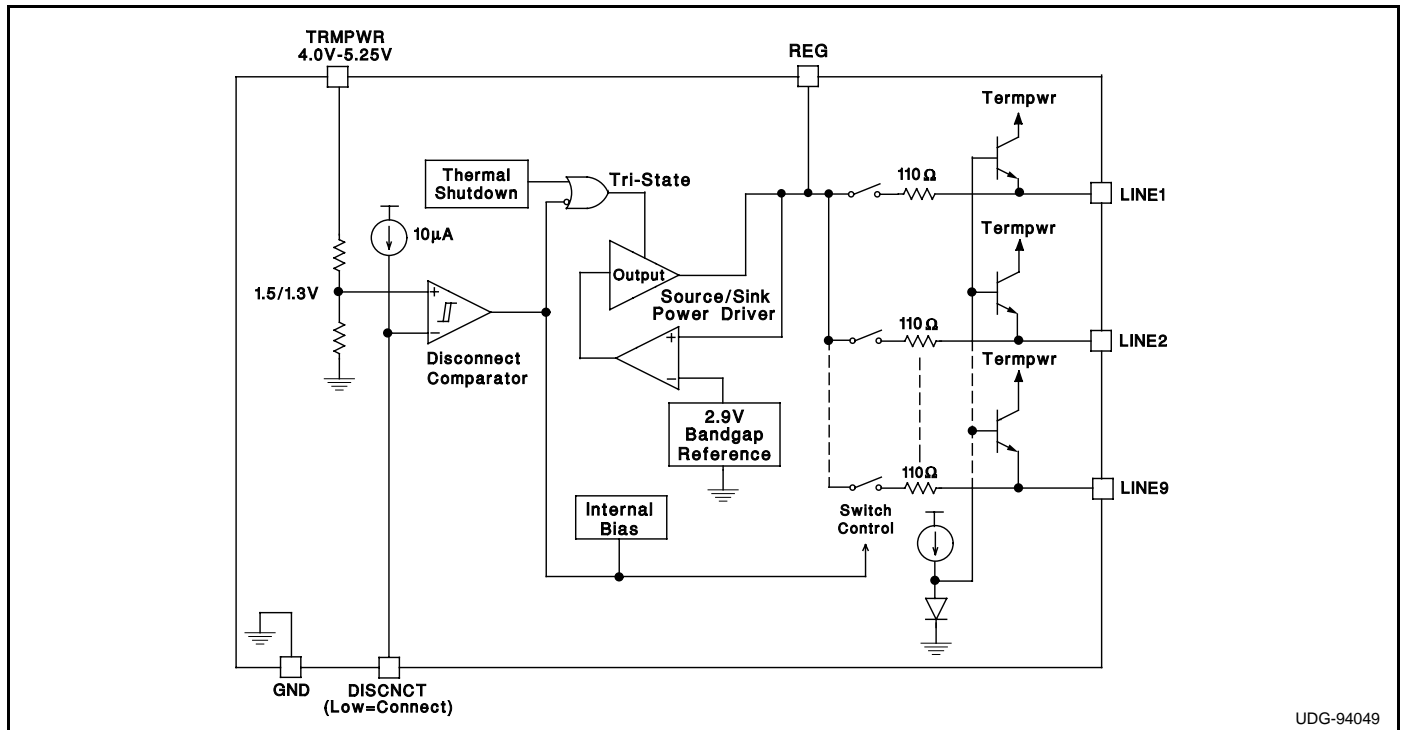 TRMPWR
4.0V-5.25V
REG
Termpwr
Thermal
Shutdown
Tri-State
110Ω
LINE1
10µA
Termpwr
Output
1.5/1.3V
+
−
Source/Sink
Power Driver
110Ω
LINE2
+
−
Disconnect
Comparator
Termpwr
2.9V
Bandgap
Reference
110Ω
LINE9
Internal
Bias
Switch
Control
GND
DISCNCT
(Low=Connect)
UDG-94049